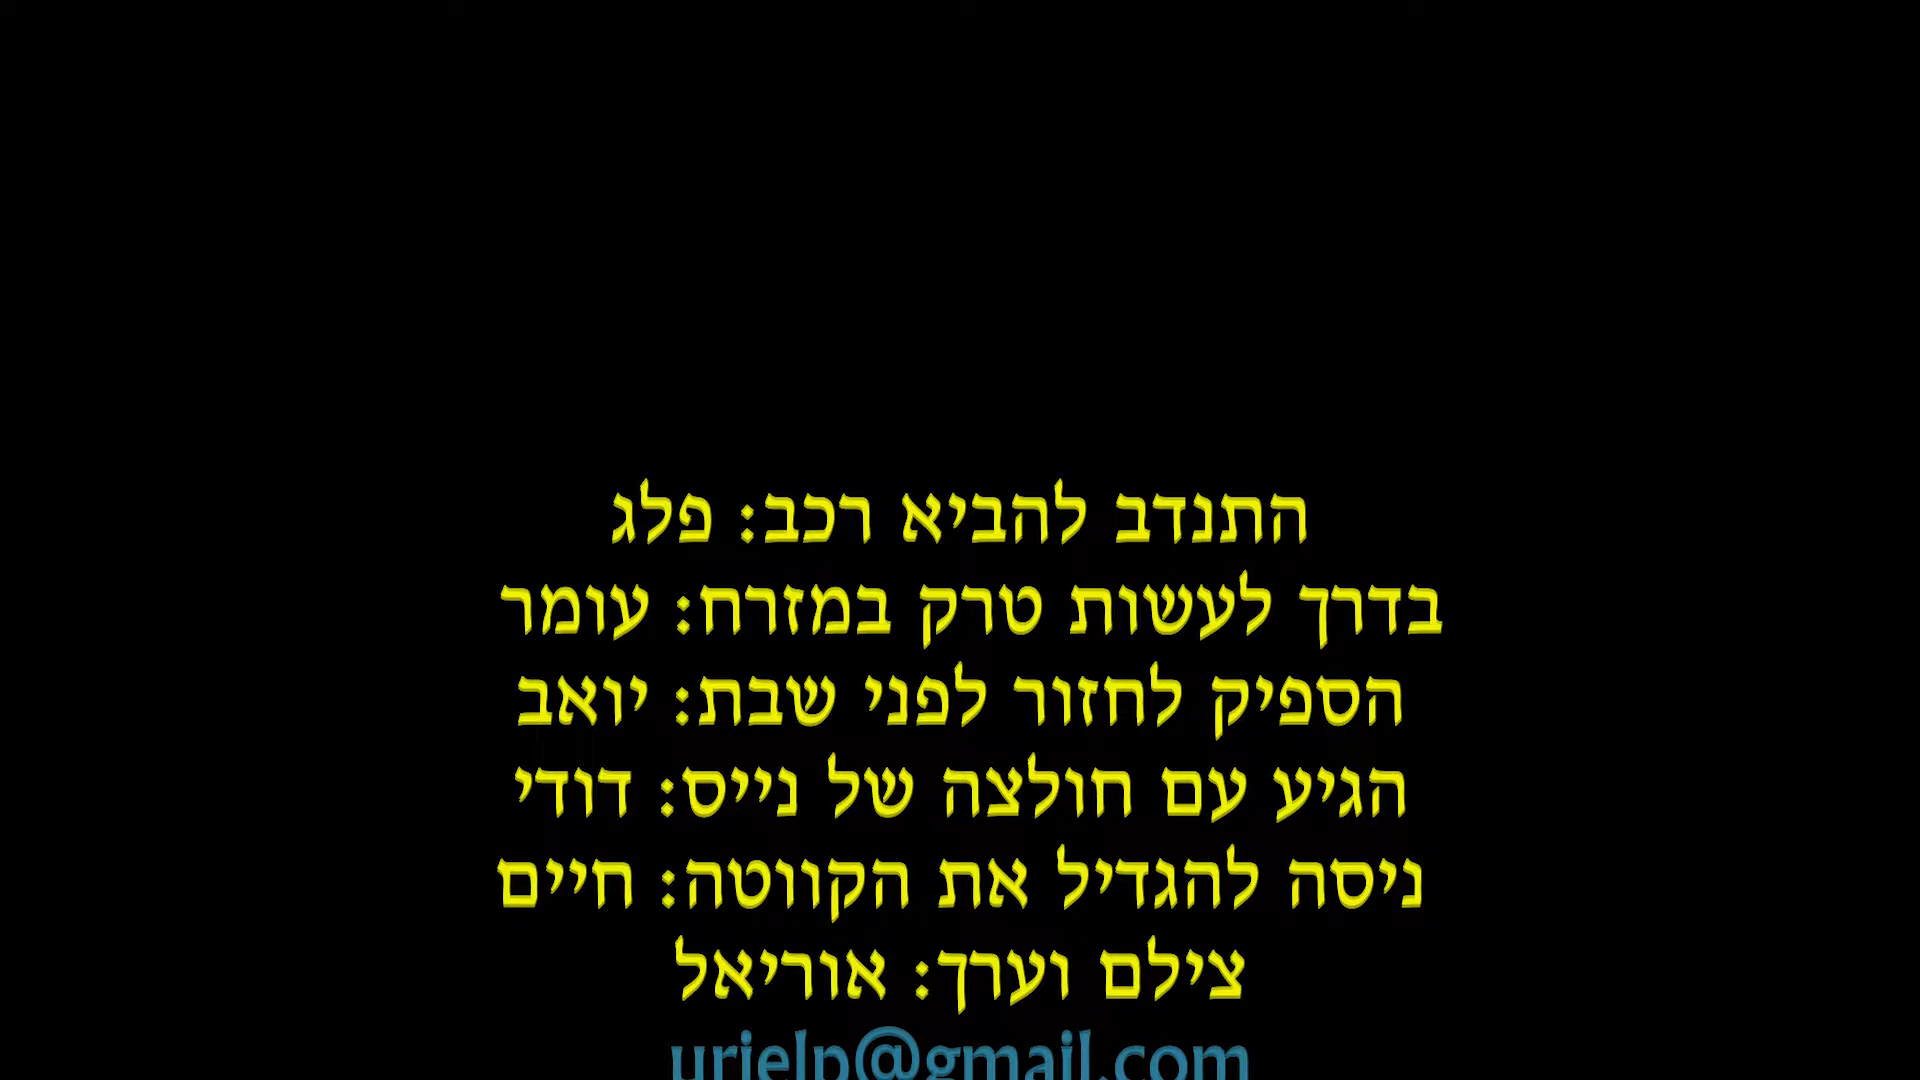 התנדב להביא רכב: פלג
בדרך לעשות טרק במזרח: עומר
הספיק לחזור לפני שבת: יואב
הגיע עם חולצה של נייס: דודי
ניסה להגדיל את הקווטה: חיים
צילם וערך: אוריאל
urielp@gmail.com